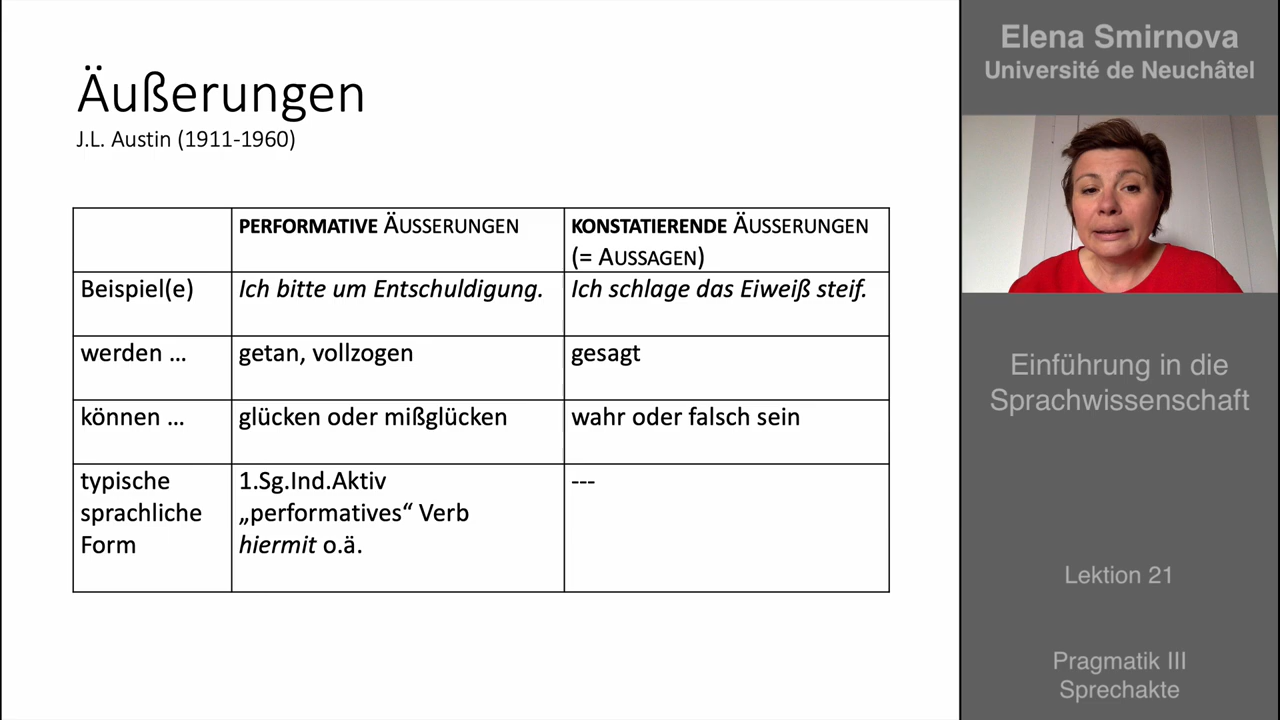 Äußerungen
J.L. Austin (1911-1960)
PERFORMATIVE ÄUSSERUNGEN
KONSTATIERENDE ÄUSSERUNGEN
(= AUSSAGEN)
Beispiel(e)
Ich bitte um Entschuldigung.
Ich schlage das Eiweiß steif.
werden ...
getan, vollzogen
gesagt
können ...
glücken oder mißglücken
wahr oder falsch sein
typische
sprachliche
Form
1.Sg.Ind.Aktiv
„performatives“ Verb
hiermit o.ä.
---
Elena Smirnova
Université de Neuchâtel
Einführung in die
Sprachwissenschaft
Lektion 21
Pragmatik III
Sprechakte